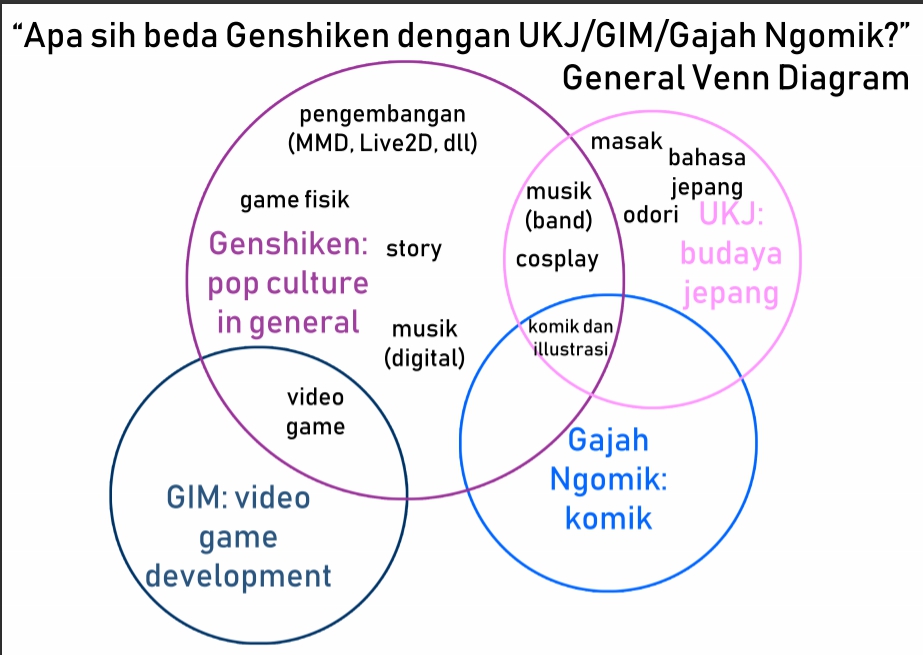 “Apa sih beda Genshiken dengan UKJ/GIM/Gajah Ngomik?”
General Venn Diagram
pengembangan
(MMD, Live2D, dll)
game fisik
Genshiken:
pop culture
in general
story
musik
(digital)
video
game
musik
(band)
cosplay
komik dan
illustrasi
masak
bahasa
jepang
odori
UKJ:
budaya
jepang
GIM: video
game
development
Gajah
Ngomik:
komik